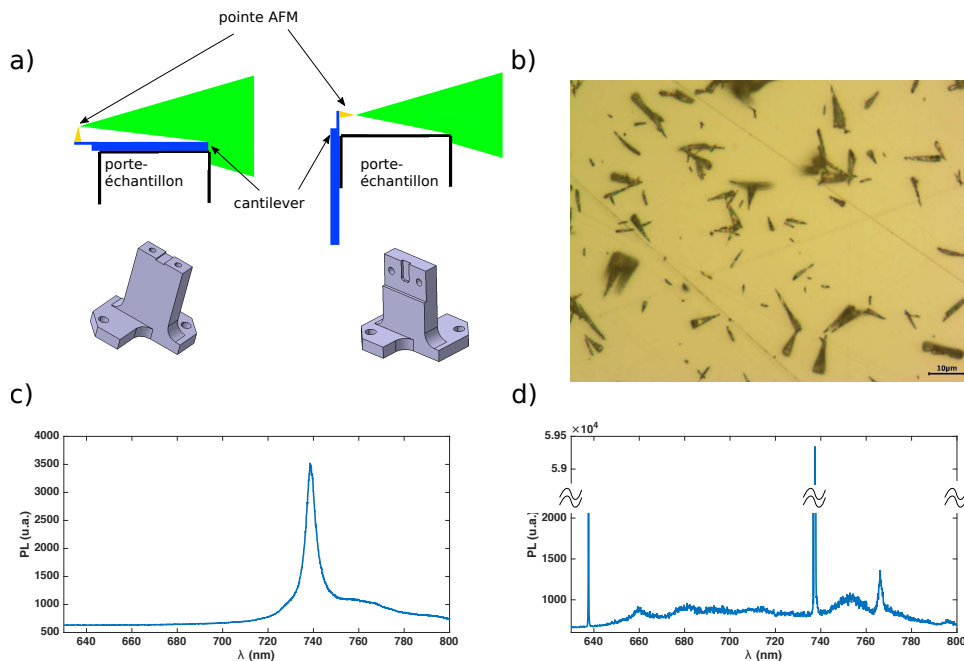 pointe AFM
a)
b)
porte-
échantillon
porte-
échantillon
cantilever
10µm
c)
d)
4000
3500
3000
2500
2000
1500
1000
500
PL (u.a.)
640
660
680
700
720
740
760
780
800
λ (nm)
×10⁴
5.95
5.9
2000
1500
1000
PL (u.a.)
640
660
680
700
720
740
760
780
800
λ (nm)